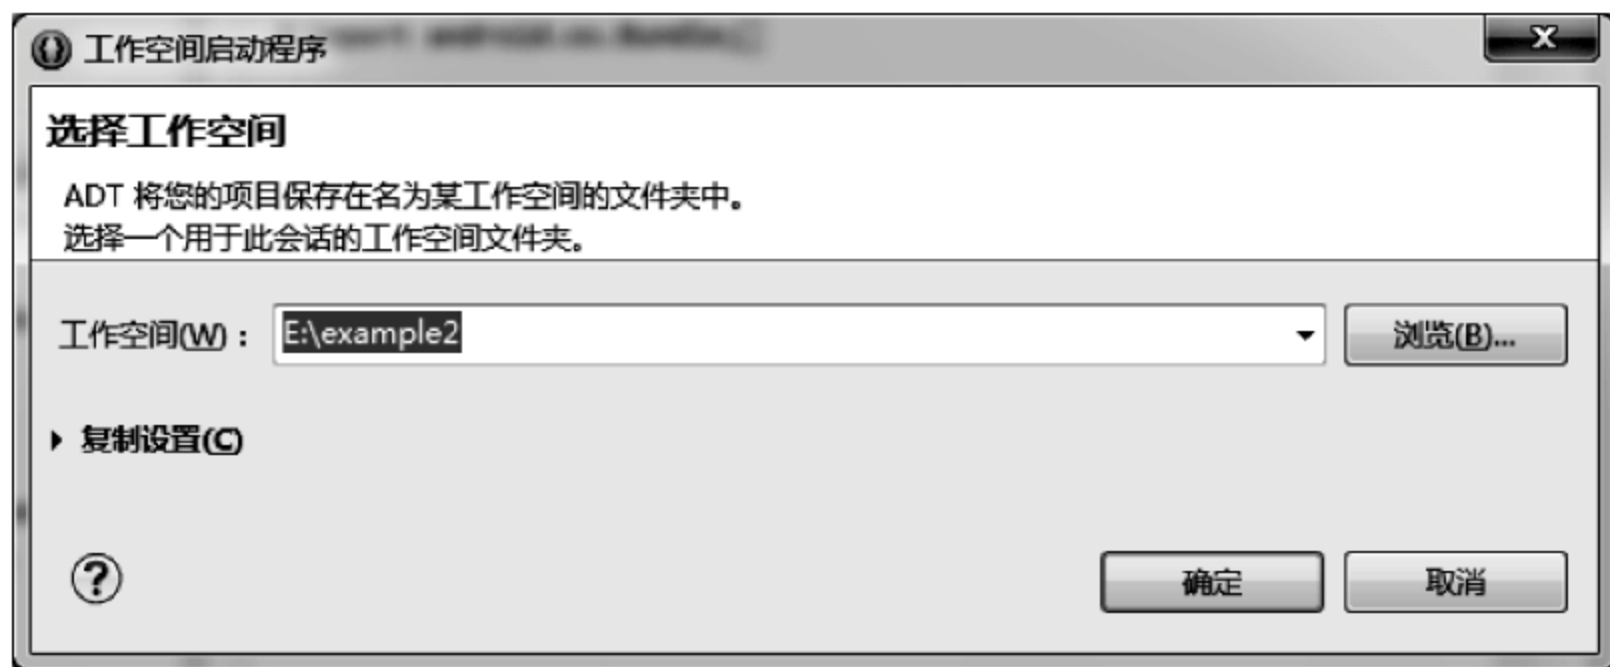 工作空间启动程序
选择工作空间
ADT 将您的项目保存在名为某工作空间的文件夹中。
选择一个用于此会话的工作空间文件夹。
工作空间(W)： E:\example2 浏览(B)...
复制设置(C)
确定 取消